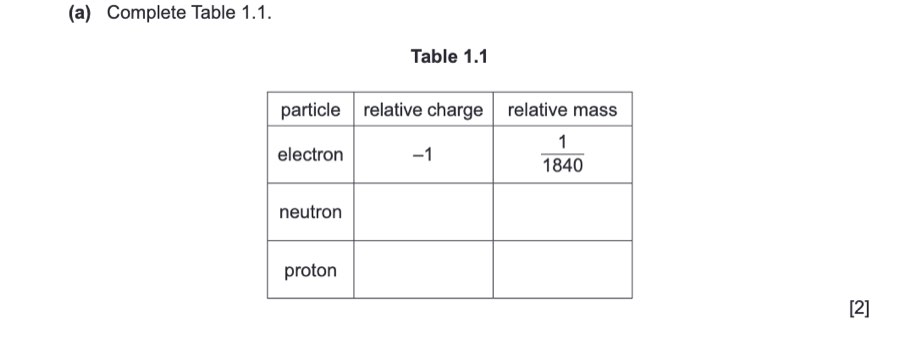 (a) Complete Table 1.1.
Table 1.1
particle relative charge relative mass
electron –1 1/1840
neutron
proton
[2]